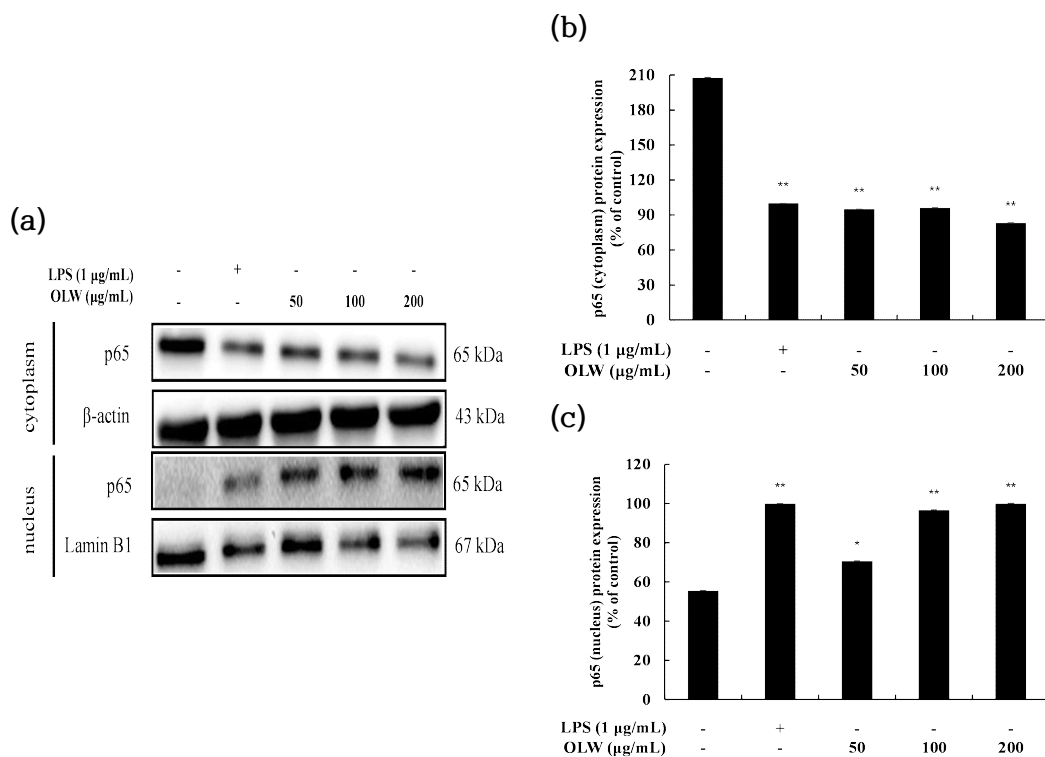 (a)
LPS (1 µg/mL) - + - - -
OLW (µg/mL) - - 50 100 200
cytoplasm
p65 65 kDa
β-actin 43 kDa
nucleus
p65 65 kDa
Lamin B1 67 kDa
(b)
p65 (cytoplasm) protein expression
(% of control)
210
180
150
120
90
60
30
0
** ** ** **
LPS (1 µg/mL) - + - - -
OLW (µg/mL) - - 50 100 200
(c)
p65 (nucleus) protein expression
(% of control)
120
100
80
60
40
20
0
** * ** **
LPS (1 µg/mL) - + - - -
OLW (µg/mL) - - 50 100 200